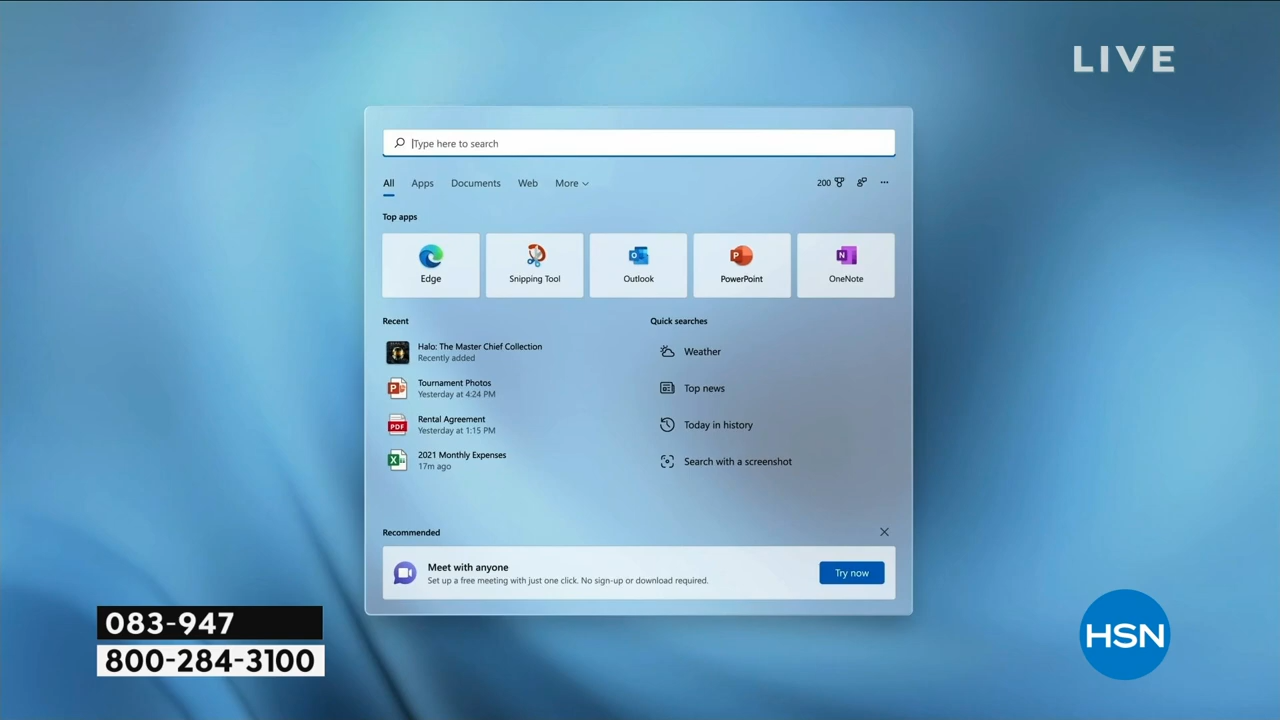 LIVE
Type here to search
All Apps Documents Web More 200
Top apps
Edge Snipping Tool Outlook PowerPoint OneNote
Recent Quick searches
Halo: The Master Chief Collection
Recently added
Weather
Tournament Photos
Yesterday at 4:24 PM
Top news
Rental Agreement
Yesterday at 1:15 PM
Today in history
2021 Monthly Expenses
17m ago
Search with a screenshot
Recommended
Meet with anyone
Set up a free meeting with just one click. No sign-up or download required.
Try now
083-947
800-284-3100
HSN